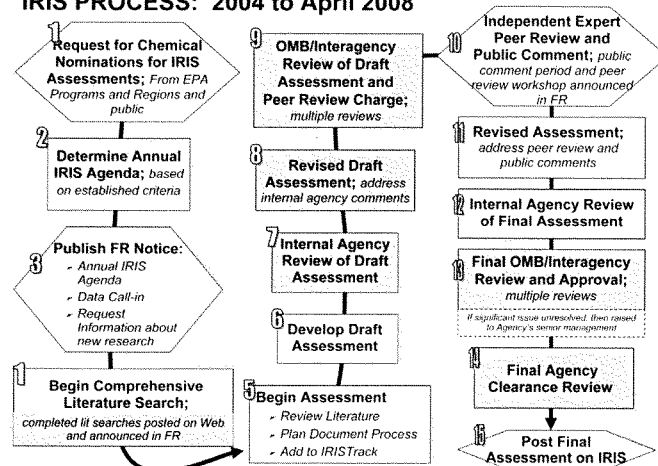 IRIS PROCESS: 2004 to April 2008
1
Request for Chemical
Nominations for IRIS
Assessments; From EPA
Programs and Regions and
public
2
Determine Annual
IRIS Agenda; based
on established criteria
3
Publish FR Notice:
Annual IRIS
Agenda
Data Call-in
Request
Information about
new research
1
Begin Comprehensive
Literature Search;
completed lit searches posted on Web
and announced in FR
5
Begin Assessment
Review Literature
Plan Document Process
Add to IRISTrack
6
Develop Draft
Assessment
7
Internal Agency
Review of Draft
Assessment
8
Revised Draft
Assessment; address
internal agency comments
9
OMB/Interagency
Review of Draft
Assessment and
Peer Review Charge;
multiple reviews
10
Independent Expert
Peer Review and
Public Comment; public
comment period and peer
review workshop announced
in FR
11
Revised Assessment;
address peer review and
public comments
12
Internal Agency Review
of Final Assessment
13
Final OMB/Interagency
Review and Approval;
multiple reviews
If significant issue unresolved, then raised
to Agency's senior management
14
Final Agency
Clearance Review
15
Post Final
Assessment on IRIS